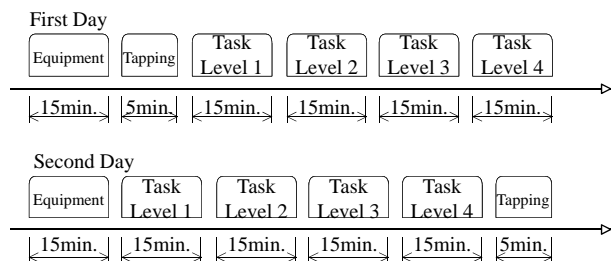 First Day
Equipment Tapping Task Level 1 Task Level 2 Task Level 3 Task Level 4
15min. 5min. 15min. 15min. 15min. 15min.
Second Day
Equipment Task Level 1 Task Level 2 Task Level 3 Task Level 4 Tapping
15min. 15min. 15min. 15min. 15min. 5min.